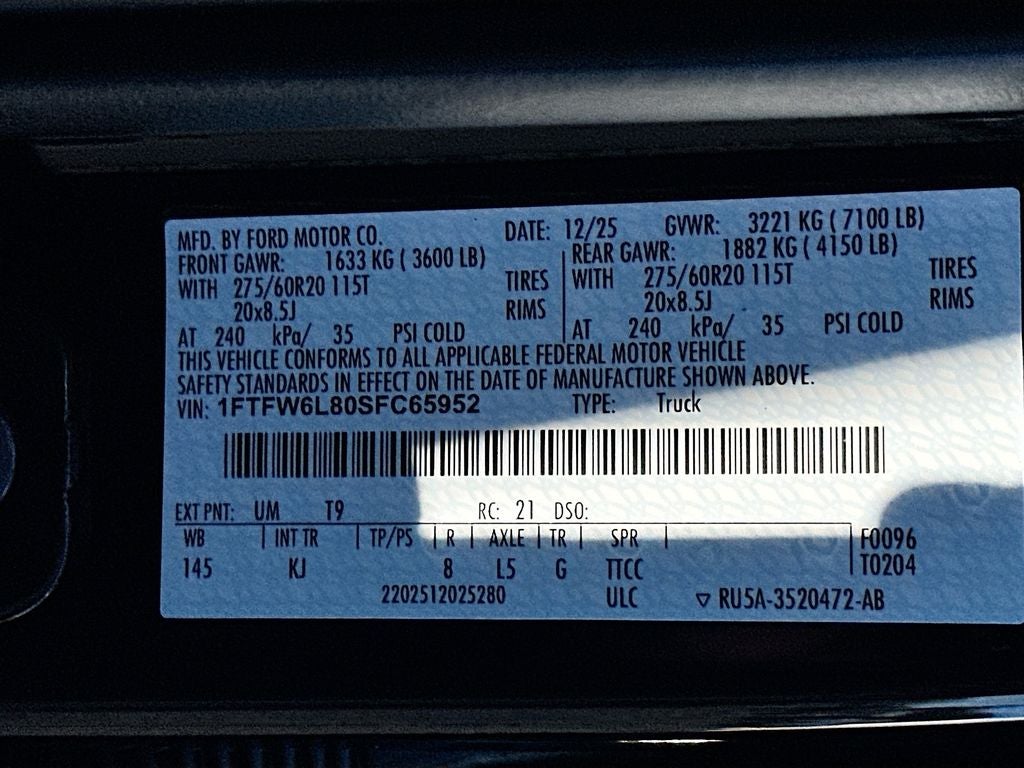 MFD. BY FORD MOTOR CO. DATE: 12/25 GVWR: 3221 KG ( 7100 LB)
FRONT GAWR: 1633 KG ( 3600 LB) REAR GAWR: 1882 KG ( 4150 LB)
WITH 275/60R20 115T TIRES WITH 275/60R20 115T TIRES
20x8.5J RIMS 20x8.5J RIMS
AT 240 kPa/ 35 PSI COLD AT 240 kPa/ 35 PSI COLD
THIS VEHICLE CONFORMS TO ALL APPLICABLE FEDERAL MOTOR VEHICLE
SAFETY STANDARDS IN EFFECT ON THE DATE OF MANUFACTURE SHOWN ABOVE.
VIN: 1FTFW6L80SFC65952 TYPE: Truck
EXT PNT: UM T9 RC: 21 DSO:
WB INT TR TP/PS R AXLE TR SPR F0096
145 KJ 8 L5 G TTCC T0204
2202512025280 ULC ▽ RU5A-3520472-AB